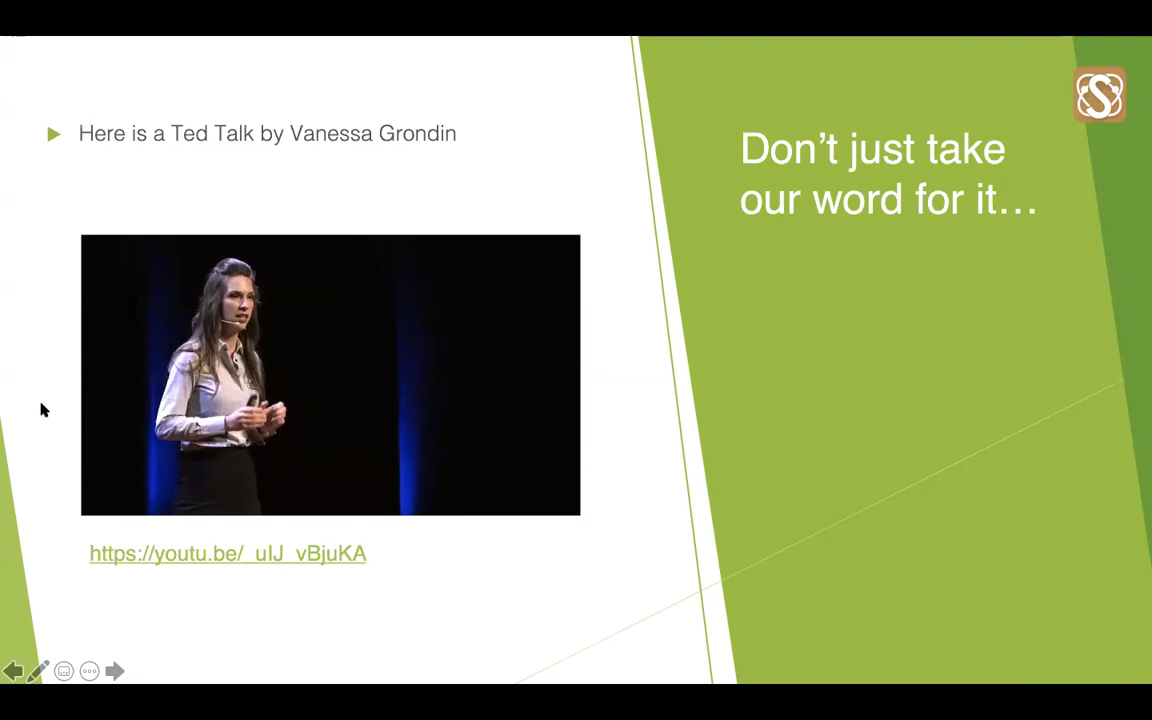 Here is a Ted Talk by Vanessa Grondin
https://youtu.be/_uIJ_vBjuKA
Don't just take
our word for it…
S